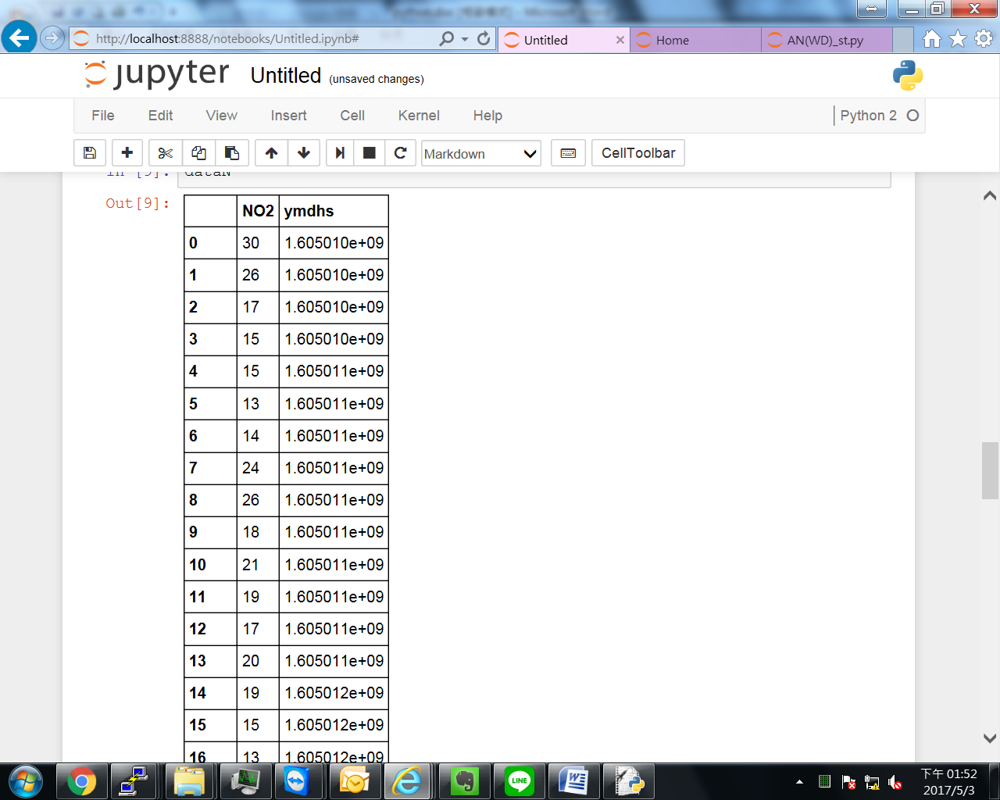 http://localhost:8888/notebooks/Untitled.ipynb#
Untitled
Home
AN(WD)_st.py
jupyter Untitled (unsaved changes)
File Edit View Insert Cell Kernel Help Python 2
Markdown CellToolbar
In [9]: dataN
Out[9]:
NO2 ymdhs
0 30 1.605010e+09
1 26 1.605010e+09
2 17 1.605010e+09
3 15 1.605010e+09
4 15 1.605011e+09
5 13 1.605011e+09
6 14 1.605011e+09
7 24 1.605011e+09
8 26 1.605011e+09
9 18 1.605011e+09
10 21 1.605011e+09
11 19 1.605011e+09
12 17 1.605011e+09
13 20 1.605011e+09
14 19 1.605012e+09
15 15 1.605012e+09
16 13 1.605012e+09
LINE
下午 01:52
2017/5/3